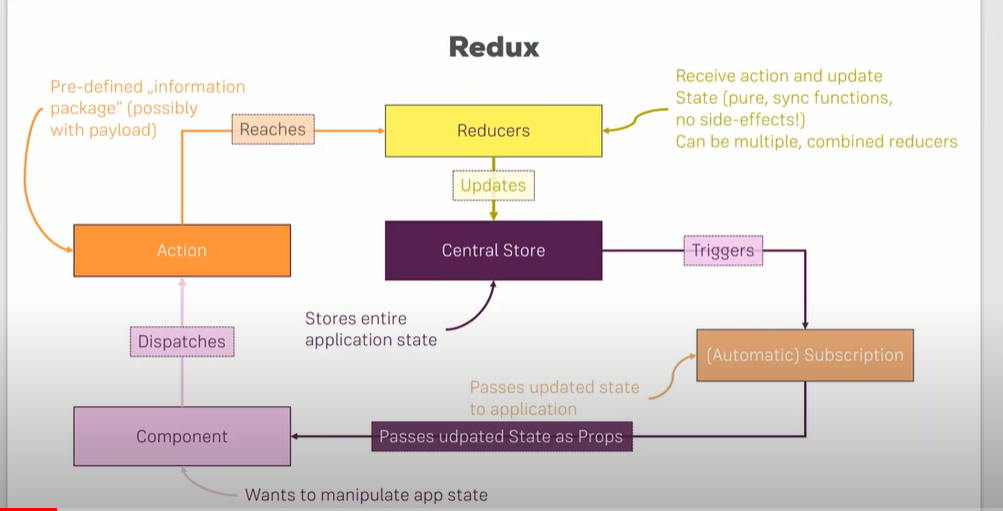 Redux
Pre-defined „information
package" (possibly
with payload)
Reaches
Reducers
Receive action and update
State (pure, sync functions,
no side-effects!)
Can be multiple, combined reducers
Updates
Action
Central Store
Triggers
Stores entire
application state
Dispatches
(Automatic) Subscription
Passes updated state
to application
Component
Passes udpated State as Props
Wants to manipulate app state